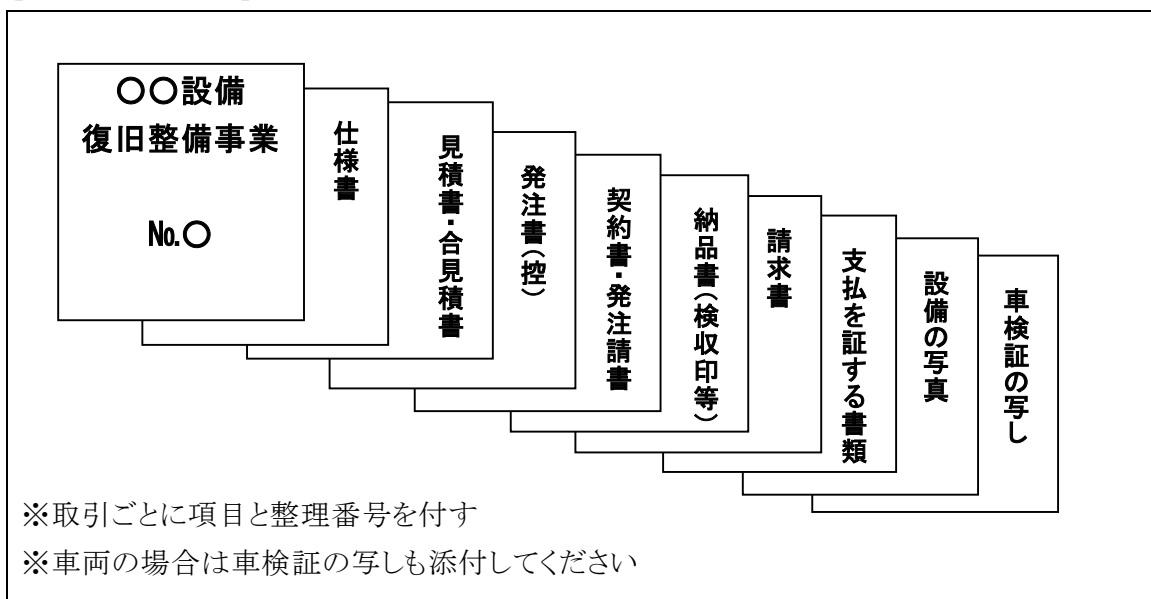 〇〇設備
復旧整備事業
№〇
仕様書
見積書・合見積書
発注書(控)
契約書・発注請書
納品書(検収印等)
請求書
支払を証する書類
設備の写真
車検証の写し
※取引ごとに項目と整理番号を付す
※車両の場合は車検証の写しも添付してください